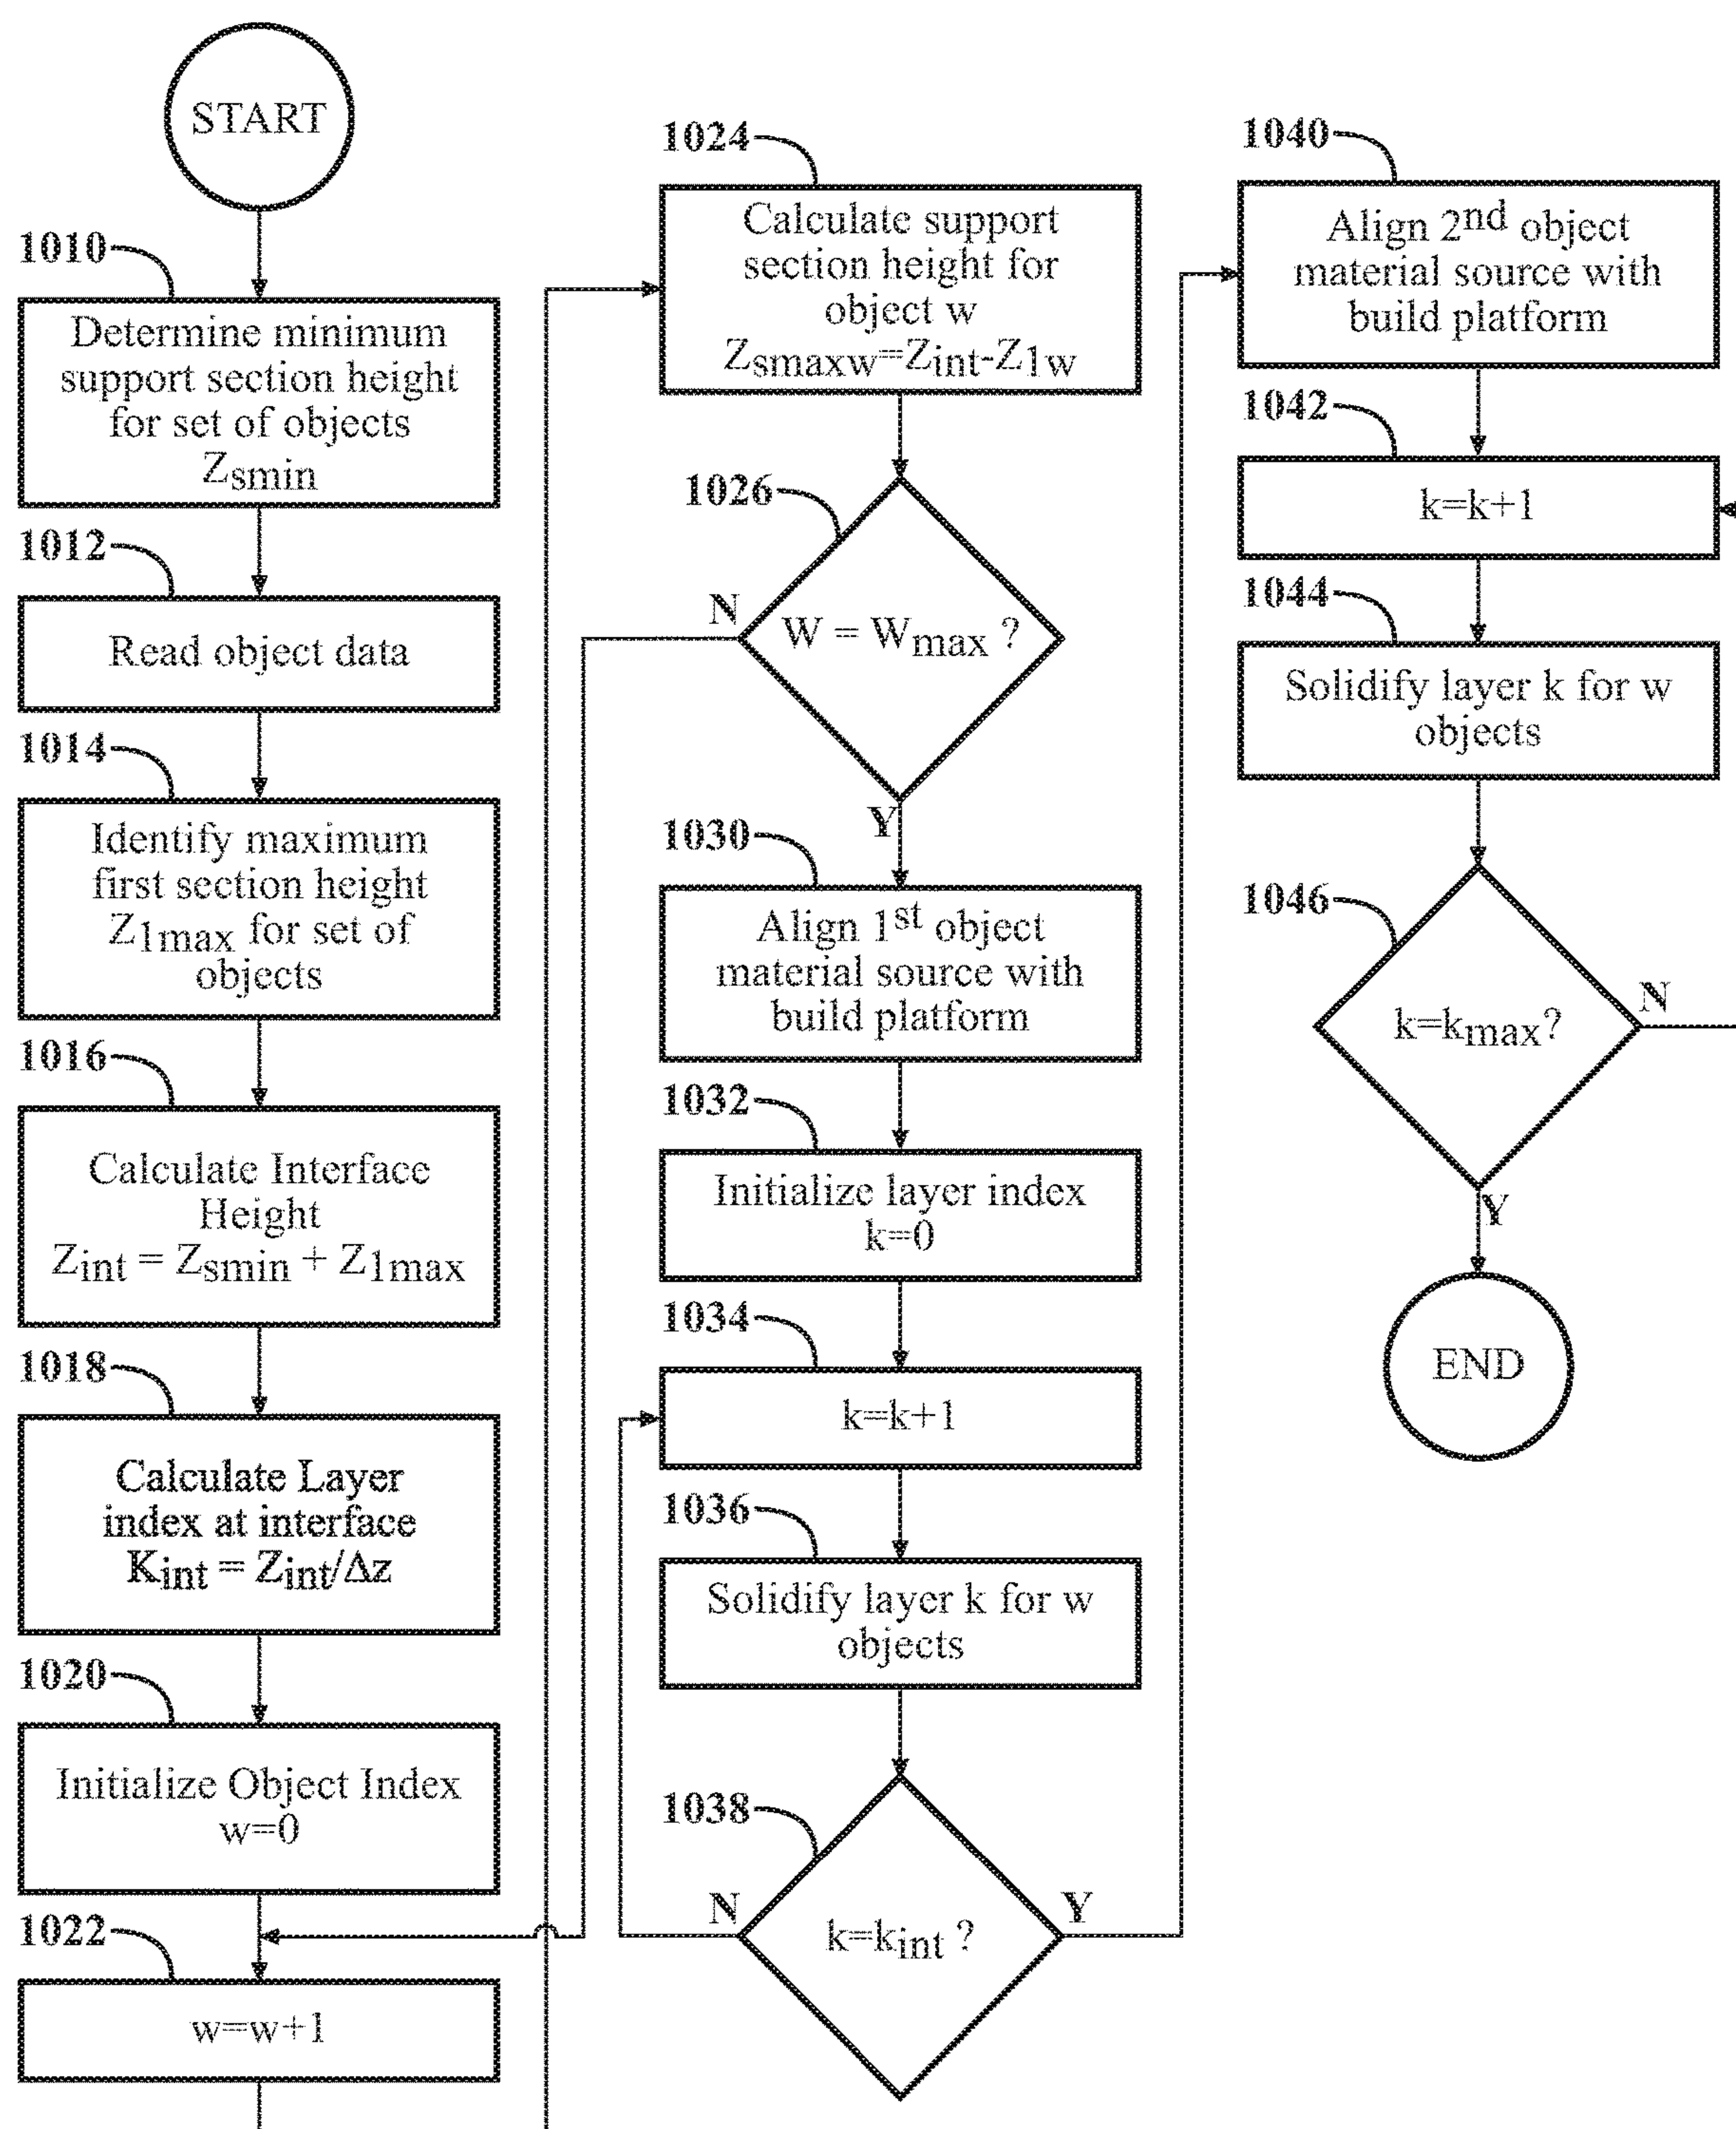 START
1010
Determine minimum
support section height
for set of objects
Zsmin
1012
Read object data
1014
Identify maximum
first section height
Z1max for set of
objects
1016
Calculate Interface
Height
Zint = Zsmin + Z1max
1018
Calculate Layer
index at interface
Kint = Zint/Δz
1020
Initialize Object Index
w=0
1022
w=w+1
1024
Calculate support
section height for
object w
Zsmaxw=Zint-Z1w
1026
N
W = Wmax ?
Y
1030
Align 1st object
material source with
build platform
1032
Initialize layer index
k=0
1034
k=k+1
1036
Solidify layer k for w
objects
1038
N
k=kint ?
Y
1040
Align 2nd object
material source with
build platform
1042
k=k+1
1044
Solidify layer k for w
objects
1046
N
k=kmax?
Y
END